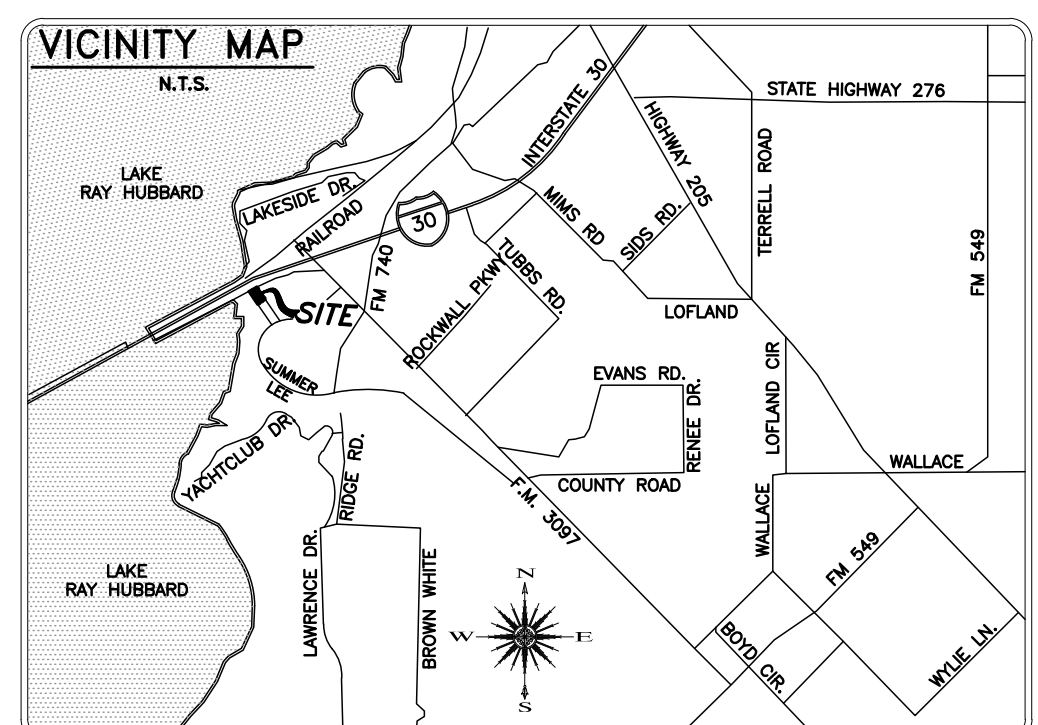 VICINITY MAP
N.T.S.
STATE HIGHWAY 276
INTERSTATE 30
HIGHWAY 205
TERRELL ROAD
LAKE
RAY HUBBARD
LAKESIDE DR.
RAILROAD
30
MIMS RD
SIDS RD.
FM 549
FM 740
TUBBS RD.
ROCKWALL PKWY
SITE
LOFLAND
LOFLAND CIR
SUMMER
LEE
EVANS RD.
RENEE DR.
YACHTCLUB DR.
RIDGE RD.
WALLACE
COUNTY ROAD
F.M. 3097
WALLACE
FM 549
LAKE
RAY HUBBARD
LAWRENCE DR.
BROWN WHITE
N
W
E
S
BOYD CIR.
WYLIE LN.